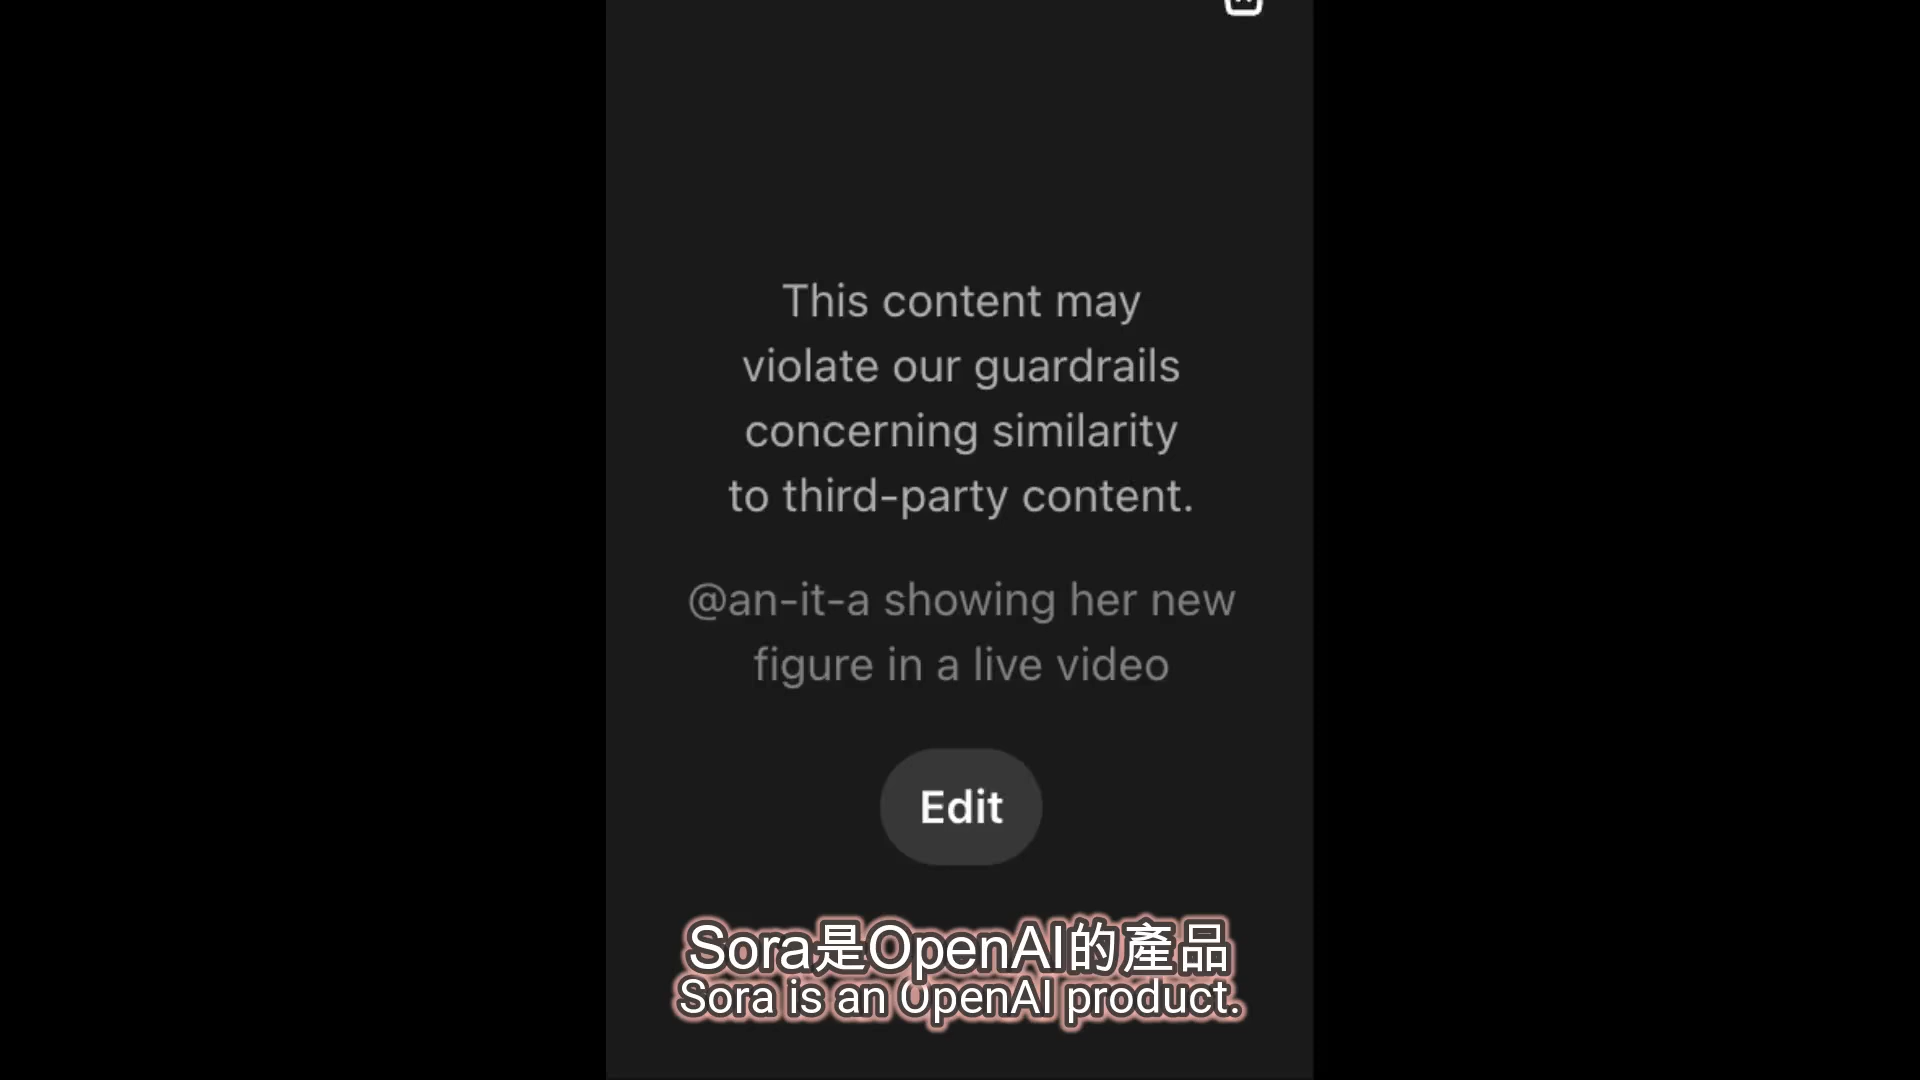 This content may
violate our guardrails
concerning similarity
to third-party content.
@an-it-a showing her new
figure in a live video
Edit
Sora是OpenAI的產品
Sora is an OpenAI product.